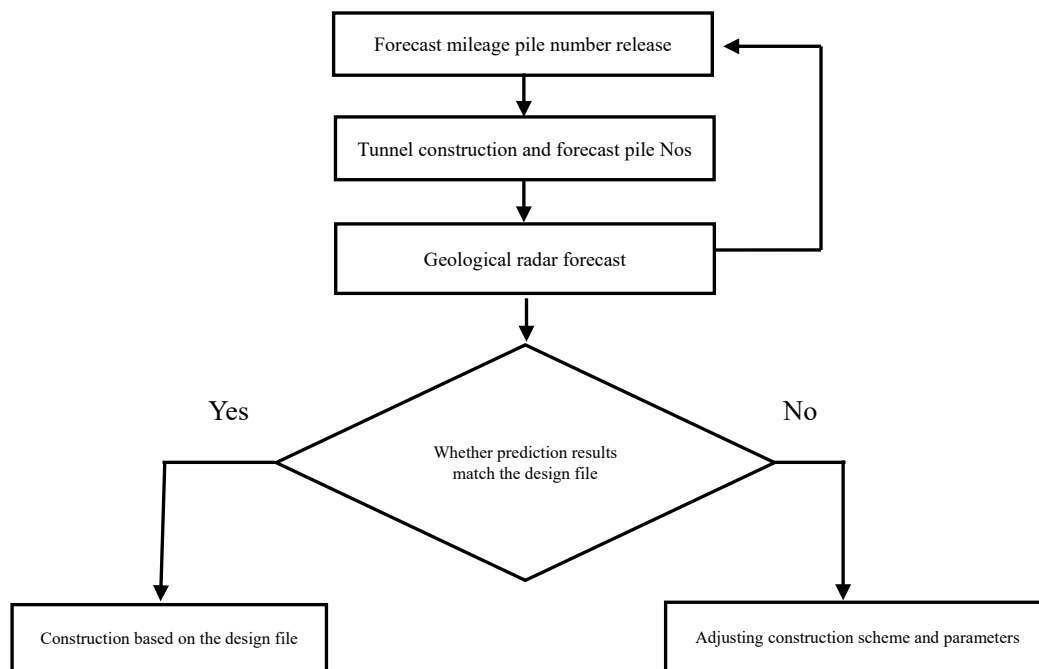 Forecast mileage pile number release
Tunnel construction and forecast pile Nos
Geological radar forecast
Yes
No
Whether prediction results
match the design file
Construction based on the design file
Adjusting construction scheme and parameters